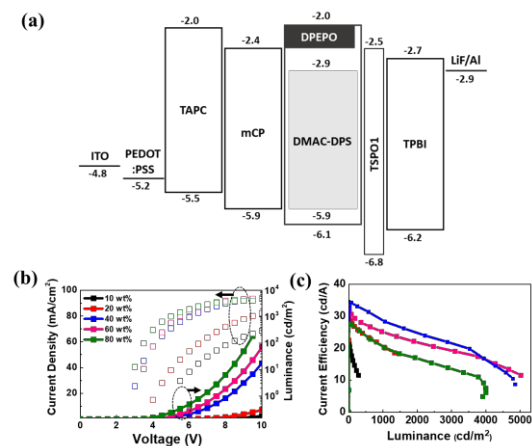 (a)
-2.0
-2.0
DPEPO
-2.4
-2.5
-2.7
LiF/Al
-2.9
-2.9
TAPC
mCP
DMAC-DPS
TSPO1
TPBI
ITO
-4.8
PEDOT
:PSS
-5.2
-5.5
-5.9
-5.9
-6.1
-6.2
-6.8
(b)
100
80
60
40
20
Current Density (mA/cm²)
10 wt%
20 wt%
40 wt%
60 wt%
80 wt%
10⁴
10³
10²
10¹
10⁰
Luminance (cd/m²)
0 2 4 6 8 10
Voltage (V)
(c)
40
30
20
10
0
Current Efficiency (cd/A)
0 1000 2000 3000 4000 5000
Luminance (cd/m²)